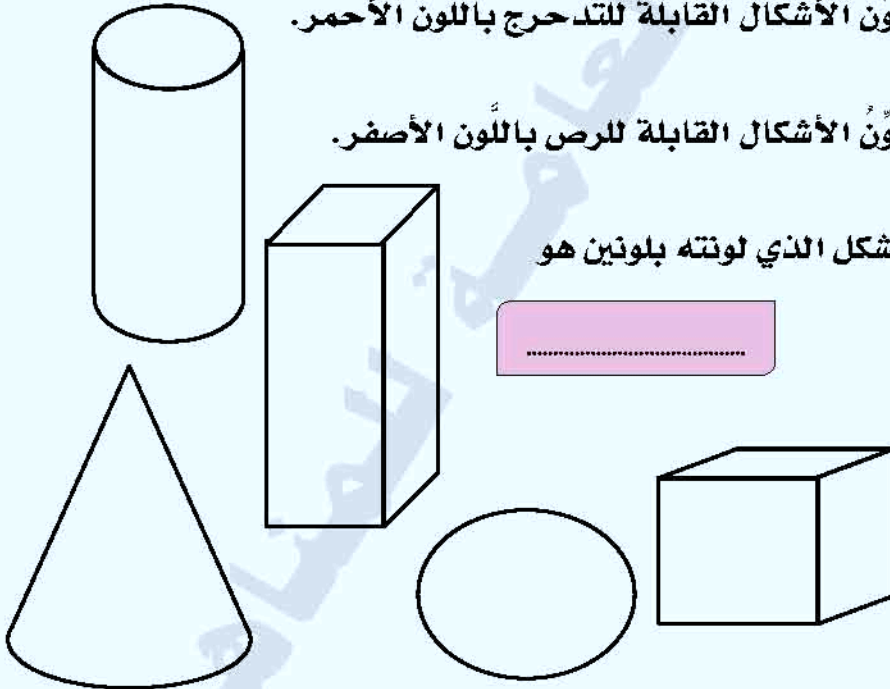 ون الأشكال القابلة للتدحرج باللون الأحمر.
وِّنُ الأشكال القابلة للرص باللَّون الأصفر.
شكل الذي لونته بلونين هو